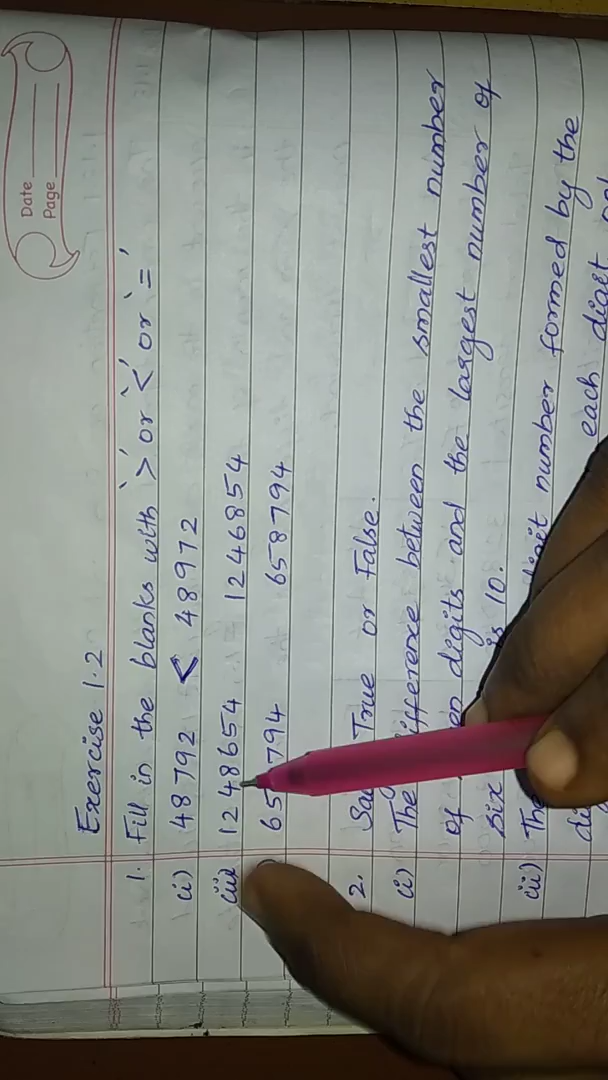 Date
Page
Exercise 1.2
1. Fill in the blanks with '>' or '<' or '='
(i) 48792 < 48972
(ii) 1248654 1246854
658794
2. True or False.
(i) The difference between the smallest number
of digits and the largest number of
six is 10.
(ii) The digit number formed by the
each digit